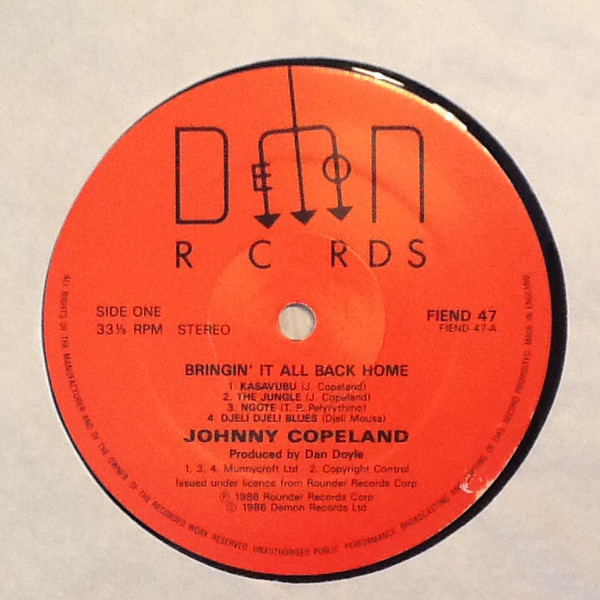 DEMON
RECORDS
SIDE ONE
33⅓ RPM STEREO
FIEND 47
FIEND 47-A
BRINGIN' IT ALL BACK HOME
1. KASAVUBU (J. Copeland)
2. THE JUNGLE (J. Copeland)
3. NGOTE (T. P. Polyrythmo)
4. DJELI DJELI BLUES (Djeli Mousa)
JOHNNY COPELAND
Produced by Dan Doyle
1, 3, 4. Munnycroft Ltd 2. Copyright Control
Issued under licence from Rounder Records Corp
℗ 1986 Rounder Records Corp
© 1986 Demon Records Ltd
ALL RIGHTS OF THE MANUFACTURER AND OF THE OWNER OF THE RECORDED WORK RESERVED. UNAUTHORISED PUBLIC PERFORMANCE, BROADCASTING AND COPYING OF THIS RECORD PROHIBITED. MADE IN ENGLAND